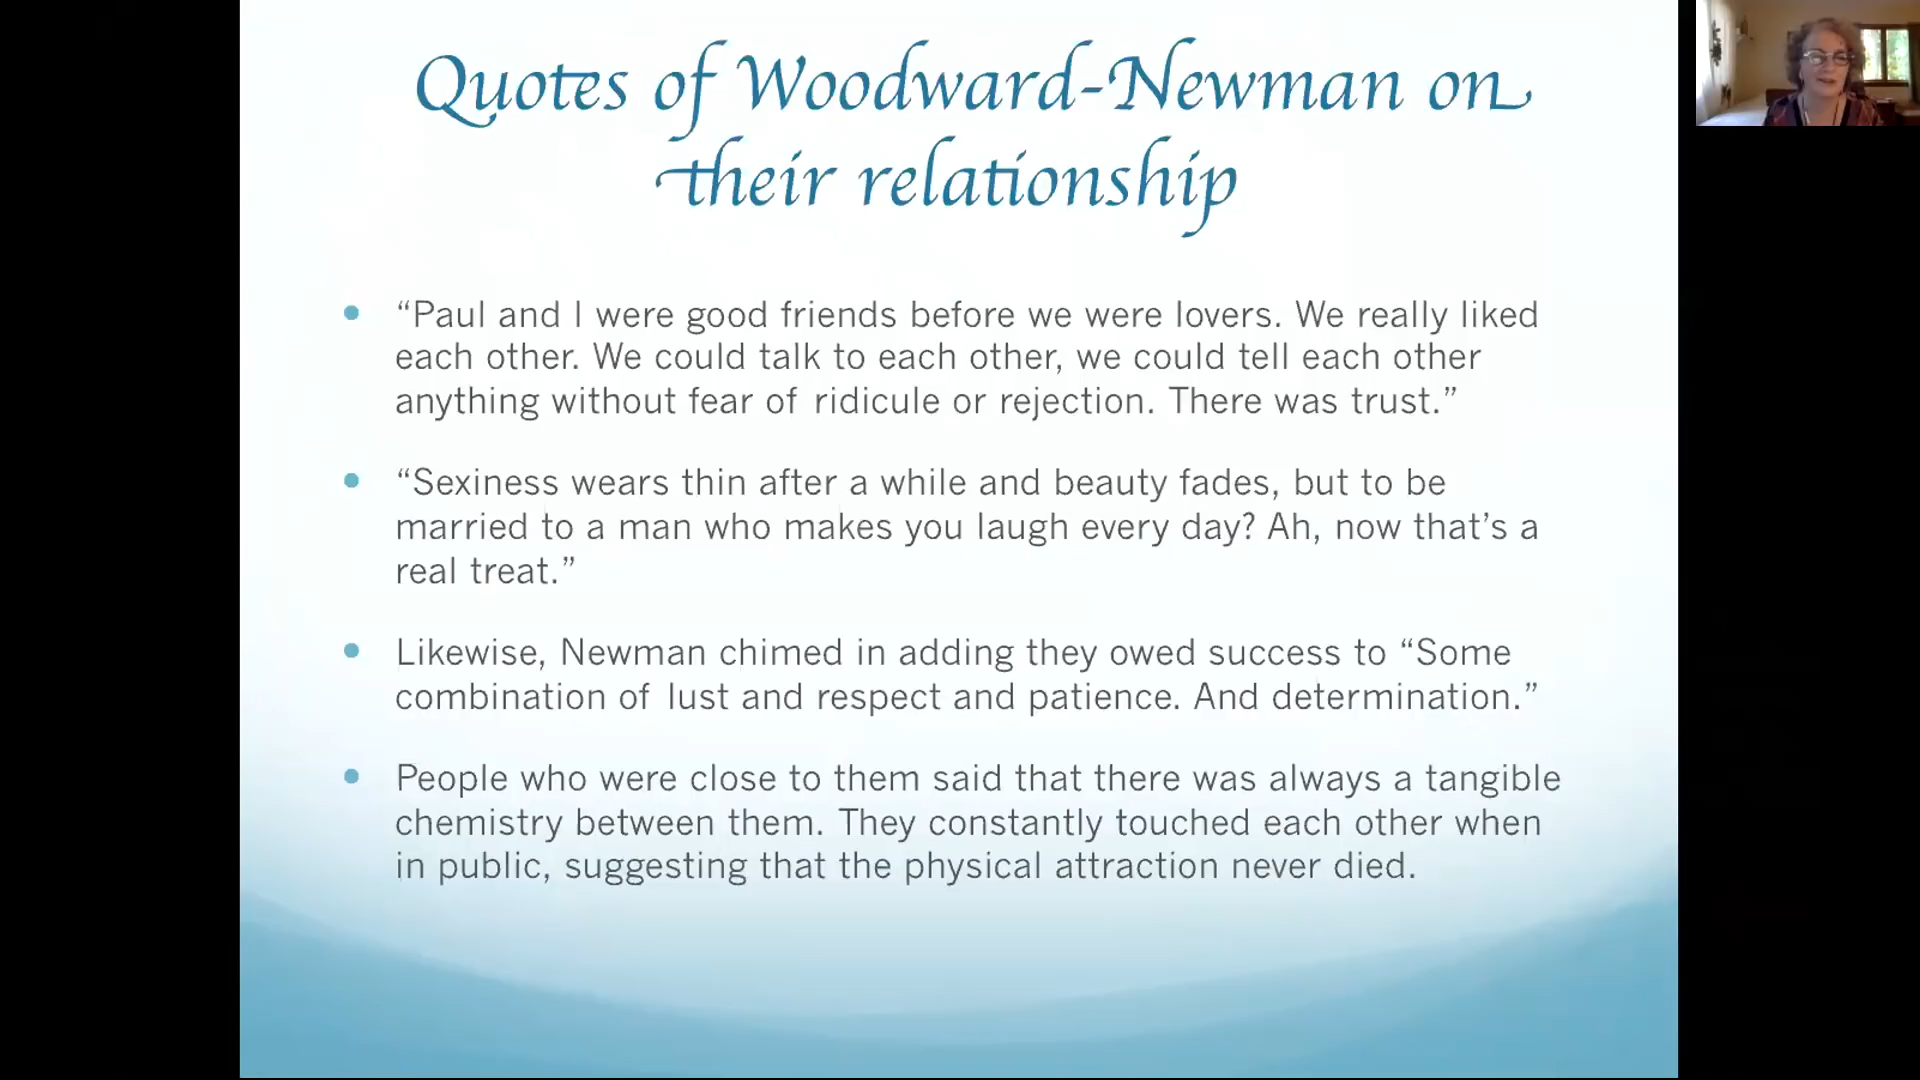 Quotes of Woodward-Newman on
their relationship
• “Paul and I were good friends before we were lovers. We really liked
each other. We could talk to each other, we could tell each other
anything without fear of ridicule or rejection. There was trust.”
• “Sexiness wears thin after a while and beauty fades, but to be
married to a man who makes you laugh every day? Ah, now that’s a
real treat.”
• Likewise, Newman chimed in adding they owed success to “Some
combination of lust and respect and patience. And determination.”
• People who were close to them said that there was always a tangible
chemistry between them. They constantly touched each other when
in public, suggesting that the physical attraction never died.